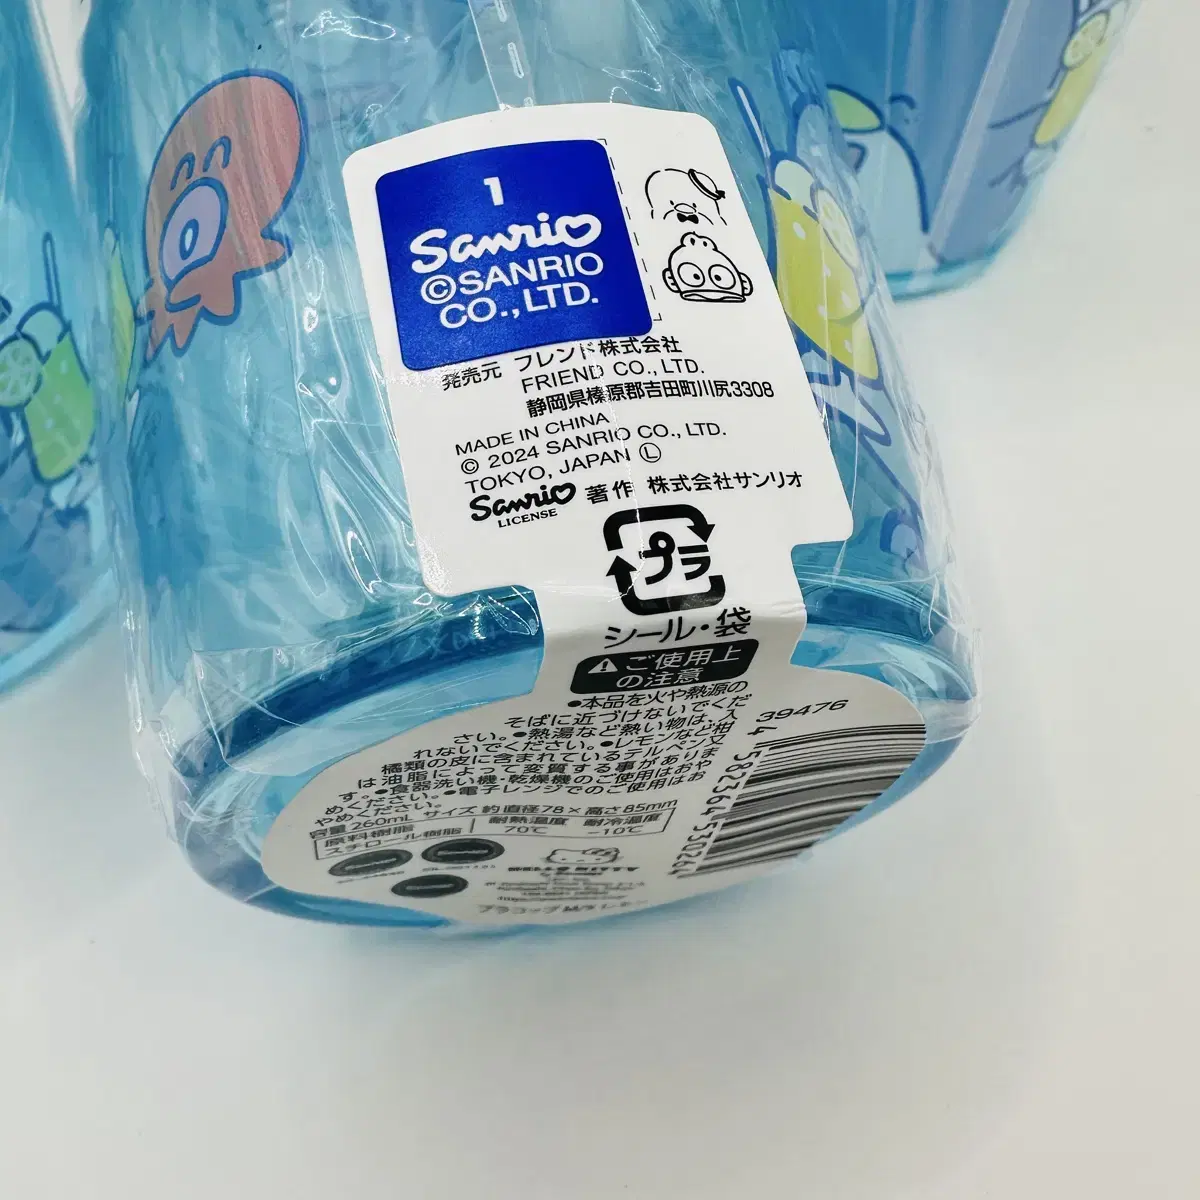 1
Sanrio
©SANRIO
CO., LTD.
発売元 フレンド株式会社
FRIEND CO., LTD.
静岡県榛原郡吉田町川尻3308
MADE IN CHINA
© 2024 SANRIO CO., LTD.
TOKYO, JAPAN Ⓛ
Sanrio 著作 株式会社サンリオ
LICENSE
プラ
シール・袋
ご使用上
の注意
●本品を火や熱源の
そばに近づけないでくだ
さい。●熱湯など熱い物は、入
れないでください。●レモンなど柑
橘類の皮に含まれているテルペン又
は油脂によって変質する事がありま
す。●食器洗い機・乾燥機のご使用はおや
めください。●電子レンジでのご使用はお
やめください。
容量 260mL サイズ 約直径78×高さ85mm
原料樹脂 耐熱温度 耐冷温度
スチロール樹脂 70℃ -10℃
39476
4 582364 550264